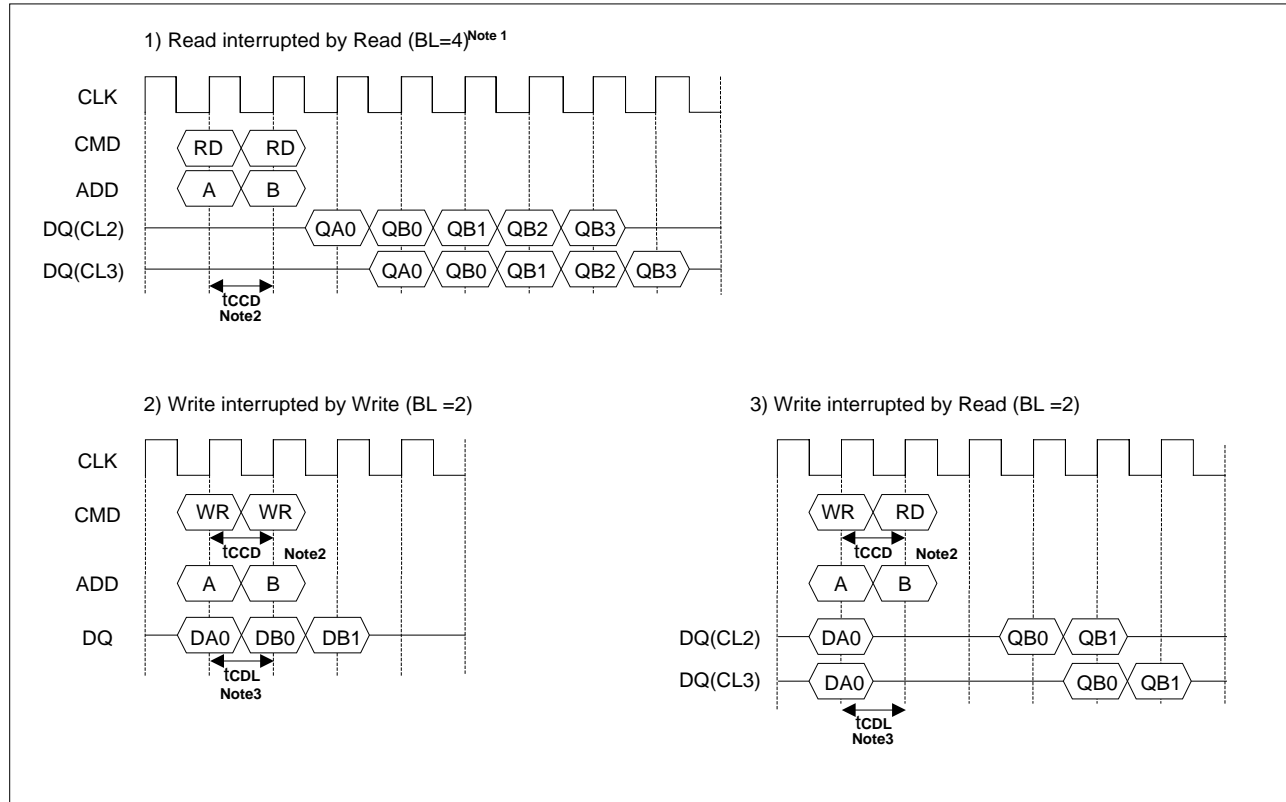 1) Read interrupted by Read (BL=4)Note 1
CLK
CMD RD RD
ADD A B
DQ(CL2) QA0 QB0 QB1 QB2 QB3
DQ(CL3) QA0 QB0 QB1 QB2 QB3
tCCD
Note2
2) Write interrupted by Write (BL =2)
CLK
CMD WR WR
tCCD Note2
ADD A B
DQ DA0 DB0 DB1
tCDL
Note3
3) Write interrupted by Read (BL =2)
WR RD
tCCD Note2
A B
DQ(CL2) DA0 QB0 QB1
DQ(CL3) DA0 QB0 QB1
tCDL
Note3